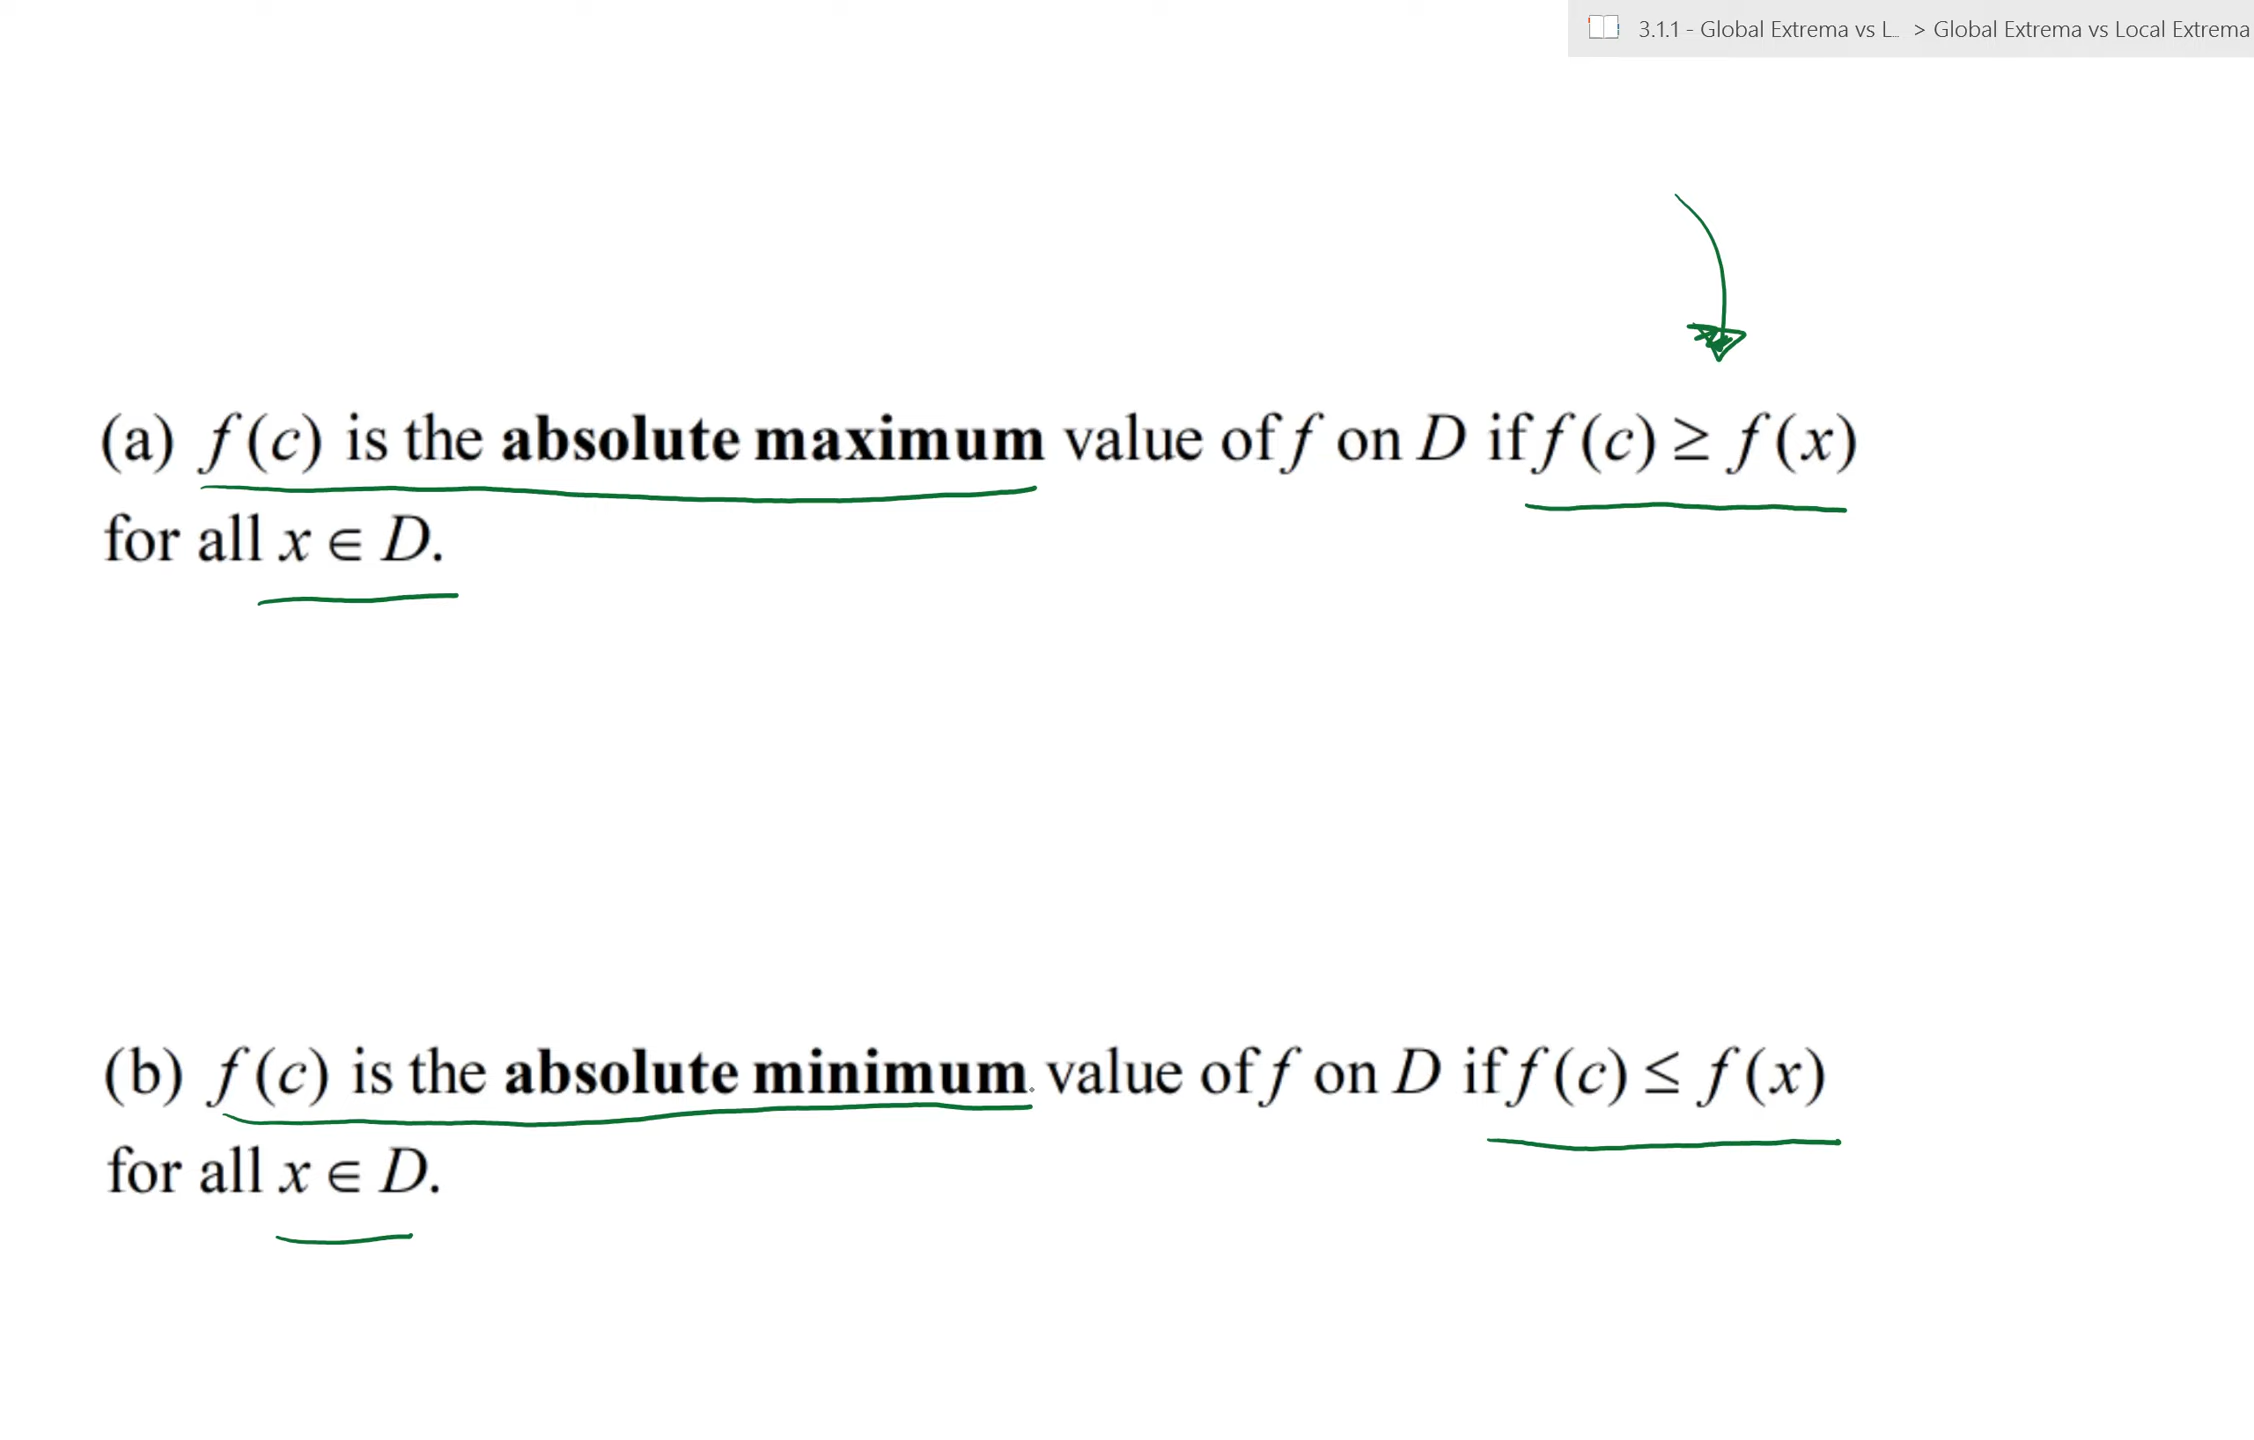 3.1.1 - Global Extrema vs L... > Global Extrema vs Local Extrema
(a) f(c) is the absolute maximum value of f on D if f(c) ≥ f(x)
for all x ∈ D.
(b) f(c) is the absolute minimum value of f on D if f(c) ≤ f(x)
for all x ∈ D.